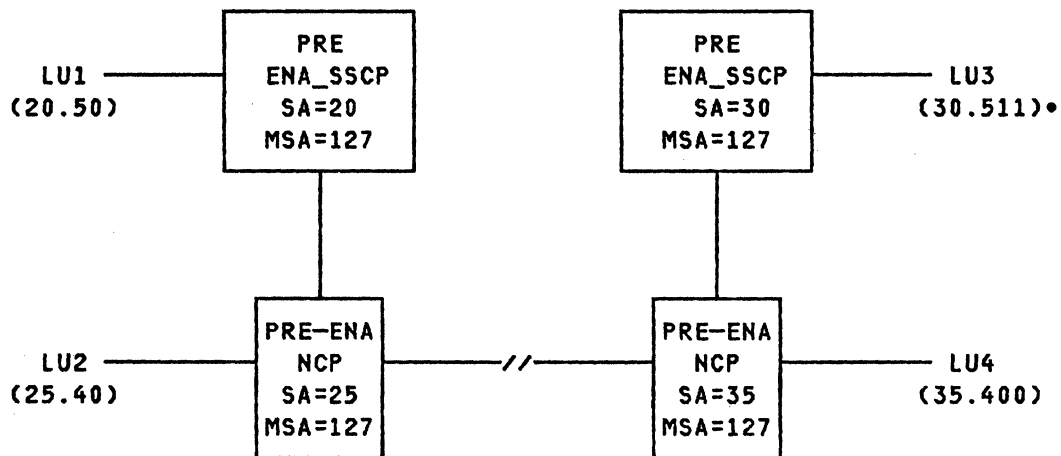 PRE
ENA_SSCP
SA=20
MSA=127
LU1
(20.50)
PRE
ENA_SSCP
SA=30
MSA=127
LU3
(30.511)•
PRE-ENA
NCP
SA=25
MSA=127
LU2
(25.40)
//
PRE-ENA
NCP
SA=35
MSA=127
LU4
(35.400)